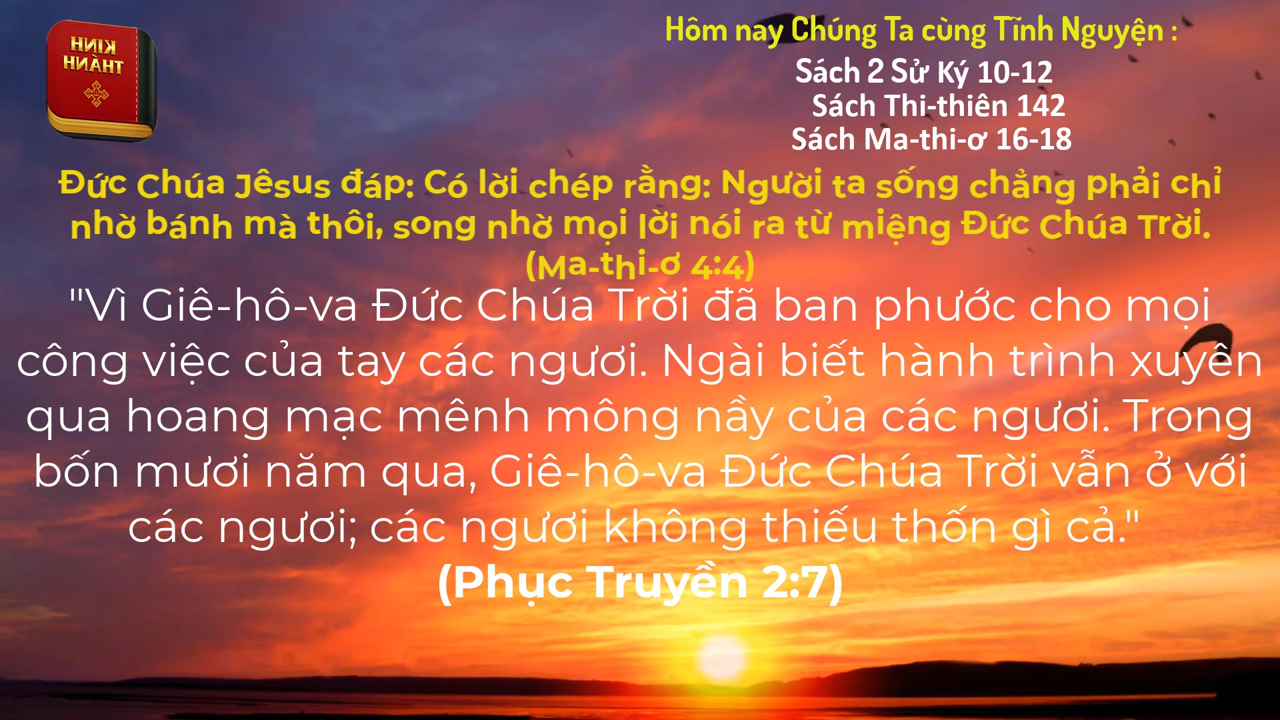 KINH
THÁNH
Hôm nay Chúng Ta cùng Tĩnh Nguyện :
Sách 2 Sử Ký 10-12
Sách Thi-thiên 142
Sách Ma-thi-ơ 16-18
Đức Chúa Jêsus đáp: Có lời chép rằng: Người ta sống chẳng phải chỉ
nhờ bánh mà thôi, song nhờ mọi lời nói ra từ miệng Đức Chúa Trời.
(Ma-thi-ơ 4:4)
"Vì Giê-hô-va Đức Chúa Trời đã ban phước cho mọi
công việc của tay các ngươi. Ngài biết hành trình xuyên
qua hoang mạc mênh mông nầy của các ngươi. Trong
bốn mươi năm qua, Giê-hô-va Đức Chúa Trời vẫn ở với
các ngươi; các ngươi không thiếu thốn gì cả."
(Phục Truyền 2:7)